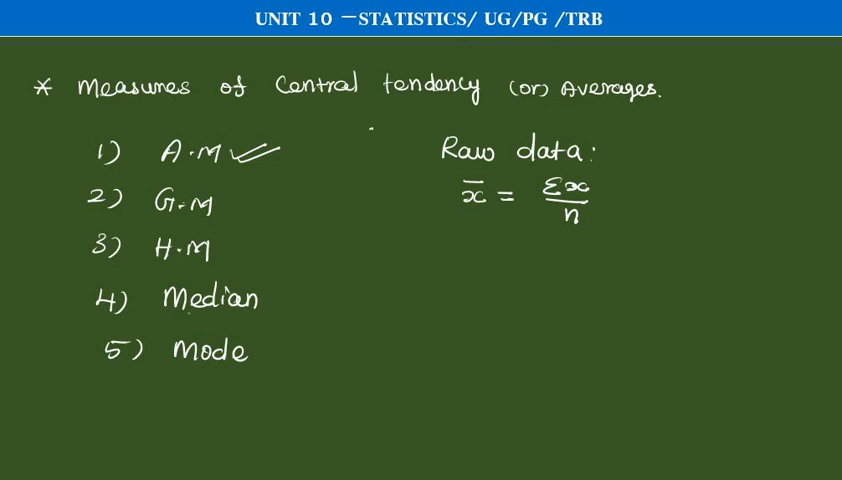 UNIT 10 – STATISTICS/ UG/PG /TRB
* Measures of Central tendency (or) Averages.
1) A.M ✓
2) G.M
3) H.M
4) Median
5) Mode
Raw data:
x̄ = Σx/n